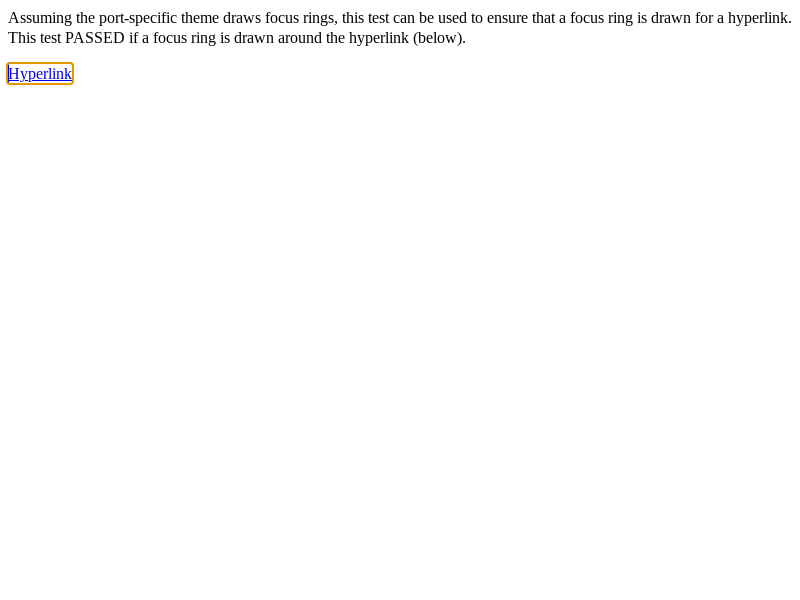 Assuming the port-specific theme draws focus rings, this test can be used to ensure that a focus ring is drawn for a hyperlink.
This test PASSED if a focus ring is drawn around the hyperlink (below).
Hyperlink